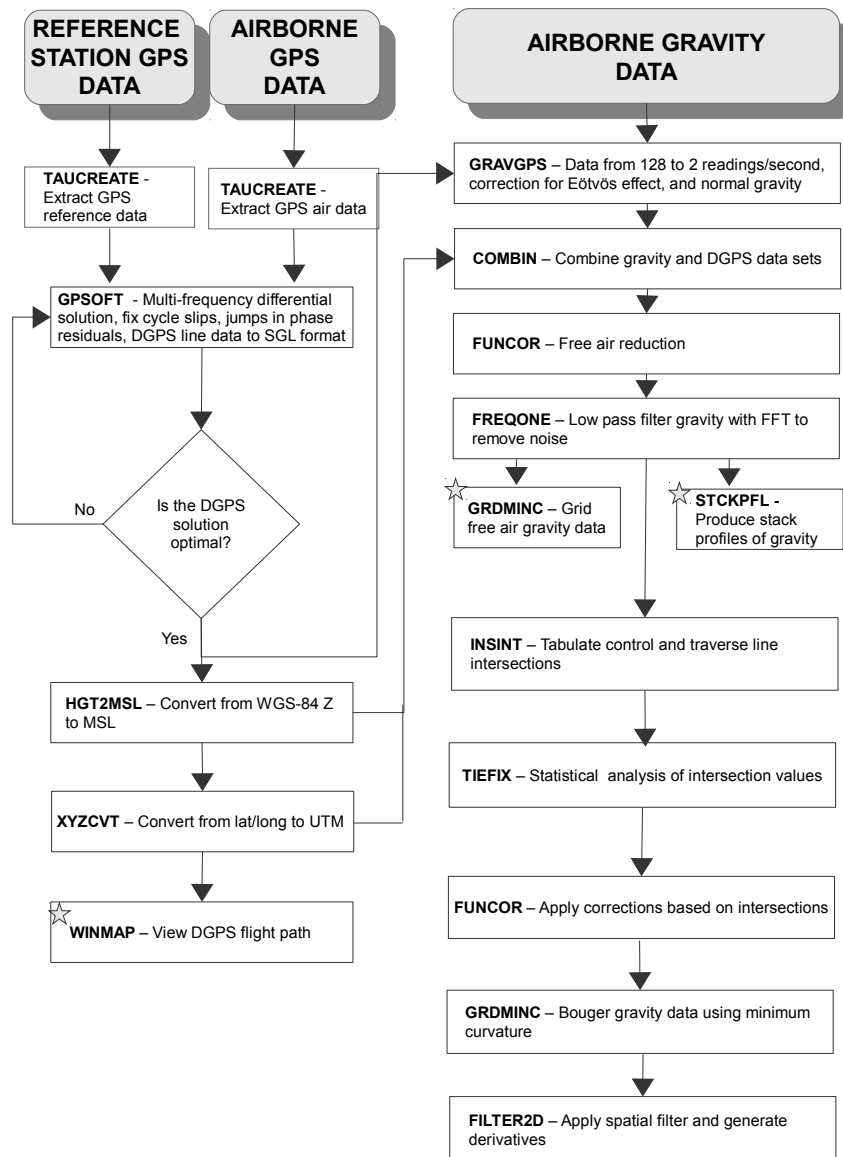 REFERENCE
STATION GPS
DATA
AIRBORNE
GPS
DATA
AIRBORNE GRAVITY
DATA
TAUCREATE -
Extract GPS
reference data
TAUCREATE -
Extract GPS air data
GPSOFT - Multi-frequency differential
solution, fix cycle slips, jumps in phase
residuals, DGPS line data to SGL format
No
Is the DGPS
solution
optimal?
Yes
HGT2MSL – Convert from WGS-84 Z
to MSL
XYZCVT – Convert from lat/long to UTM
WINMAP – View DGPS flight path
GRAVGPS – Data from 128 to 2 readings/second,
correction for Eötvös effect, and normal gravity
COMBIN – Combine gravity and DGPS data sets
FUNCOR – Free air reduction
FREQONE – Low pass filter gravity with FFT to
remove noise
GRDMINC – Grid
free air gravity data
STCKPFL -
Produce stack
profiles of gravity
INSINT – Tabulate control and traverse line
intersections
TIEFIX – Statistical analysis of intersection values
FUNCOR – Apply corrections based on intersections
GRDMINC – Bouger gravity data using minimum
curvature
FILTER2D – Apply spatial filter and generate
derivatives